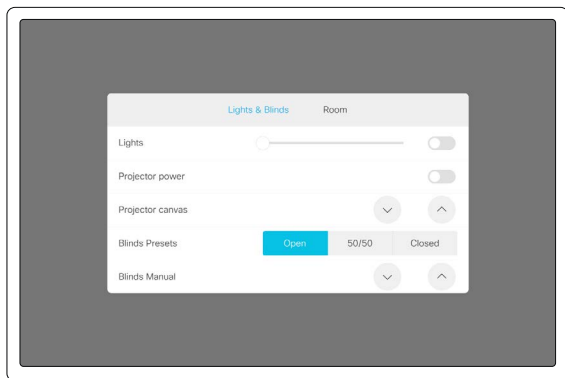 Lights & Blinds Room
Lights
Projector power
Projector canvas
Blinds Presets Open 50/50 Closed
Blinds Manual